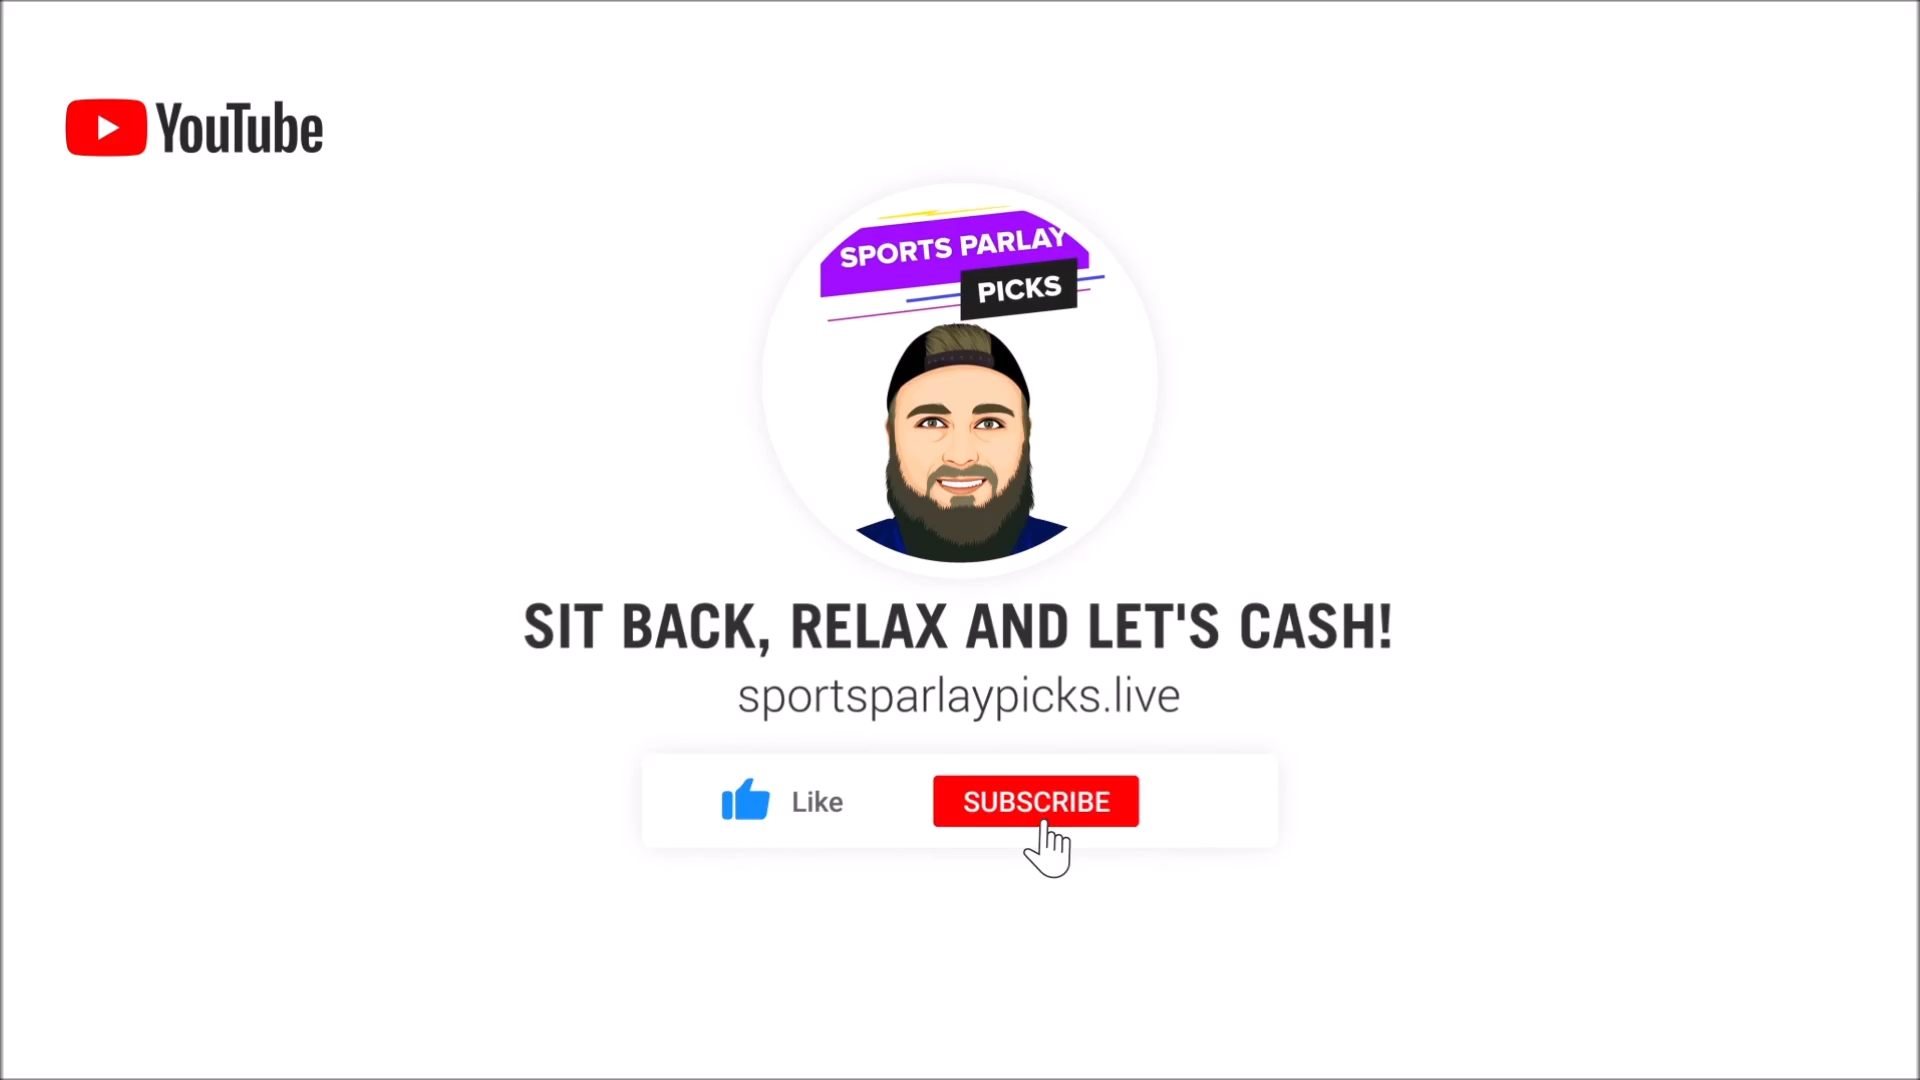 YouTube
SPORTS PARLAY
PICKS
SIT BACK, RELAX AND LET'S CASH!
sportsparlaypicks.live
Like
SUBSCRIBE